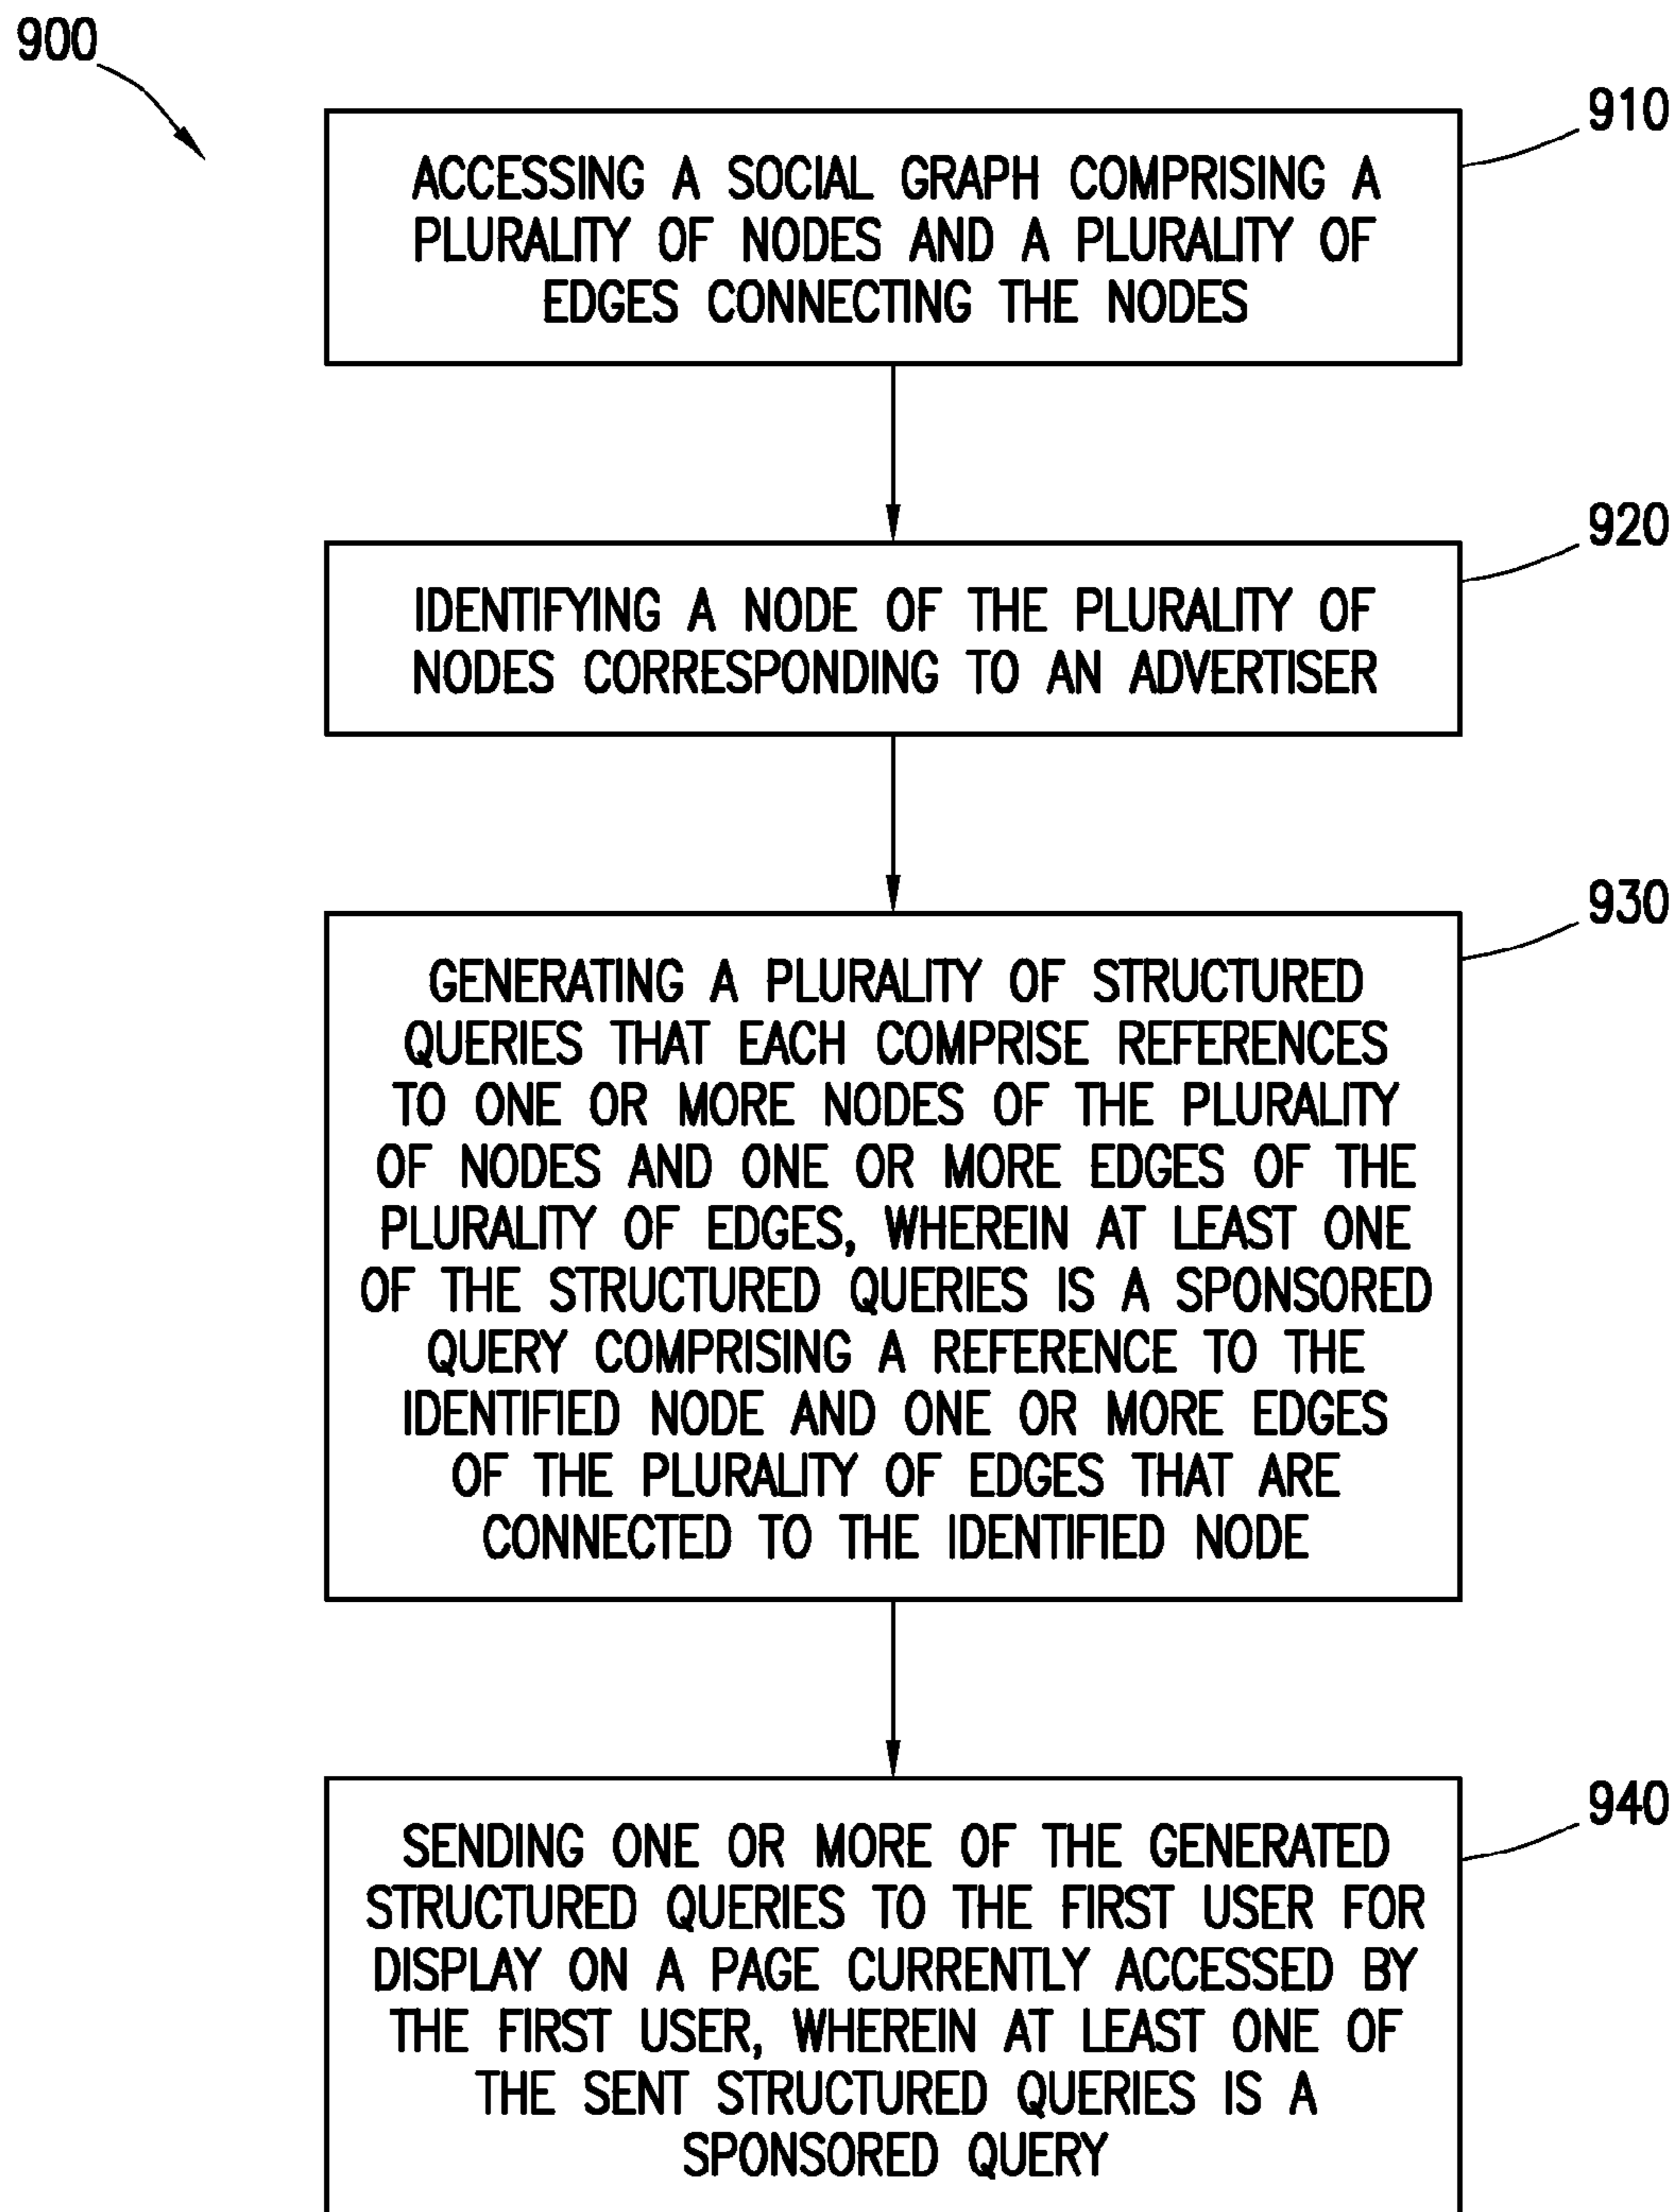 900
910
ACCESSING A SOCIAL GRAPH COMPRISING A
PLURALITY OF NODES AND A PLURALITY OF
EDGES CONNECTING THE NODES
920
IDENTIFYING A NODE OF THE PLURALITY OF
NODES CORRESPONDING TO AN ADVERTISER
930
GENERATING A PLURALITY OF STRUCTURED
QUERIES THAT EACH COMPRISE REFERENCES
TO ONE OR MORE NODES OF THE PLURALITY
OF NODES AND ONE OR MORE EDGES OF THE
PLURALITY OF EDGES, WHEREIN AT LEAST ONE
OF THE STRUCTURED QUERIES IS A SPONSORED
QUERY COMPRISING A REFERENCE TO THE
IDENTIFIED NODE AND ONE OR MORE EDGES
OF THE PLURALITY OF EDGES THAT ARE
CONNECTED TO THE IDENTIFIED NODE
940
SENDING ONE OR MORE OF THE GENERATED
STRUCTURED QUERIES TO THE FIRST USER FOR
DISPLAY ON A PAGE CURRENTLY ACCESSED BY
THE FIRST USER, WHEREIN AT LEAST ONE OF
THE SENT STRUCTURED QUERIES IS A
SPONSORED QUERY